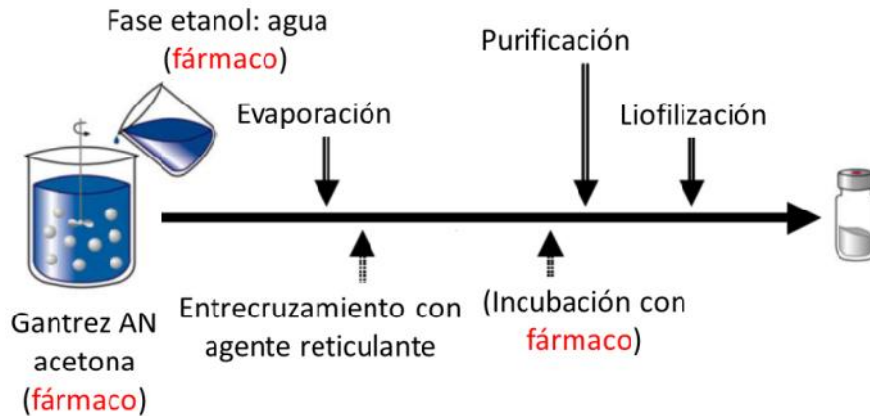 Fase etanol: agua
(fármaco)
Purificación
Evaporación
Liofilización
Entrecruzamiento con
agente reticulante
(Incubación con
fármaco)
Gantrez AN
acetona
(fármaco)